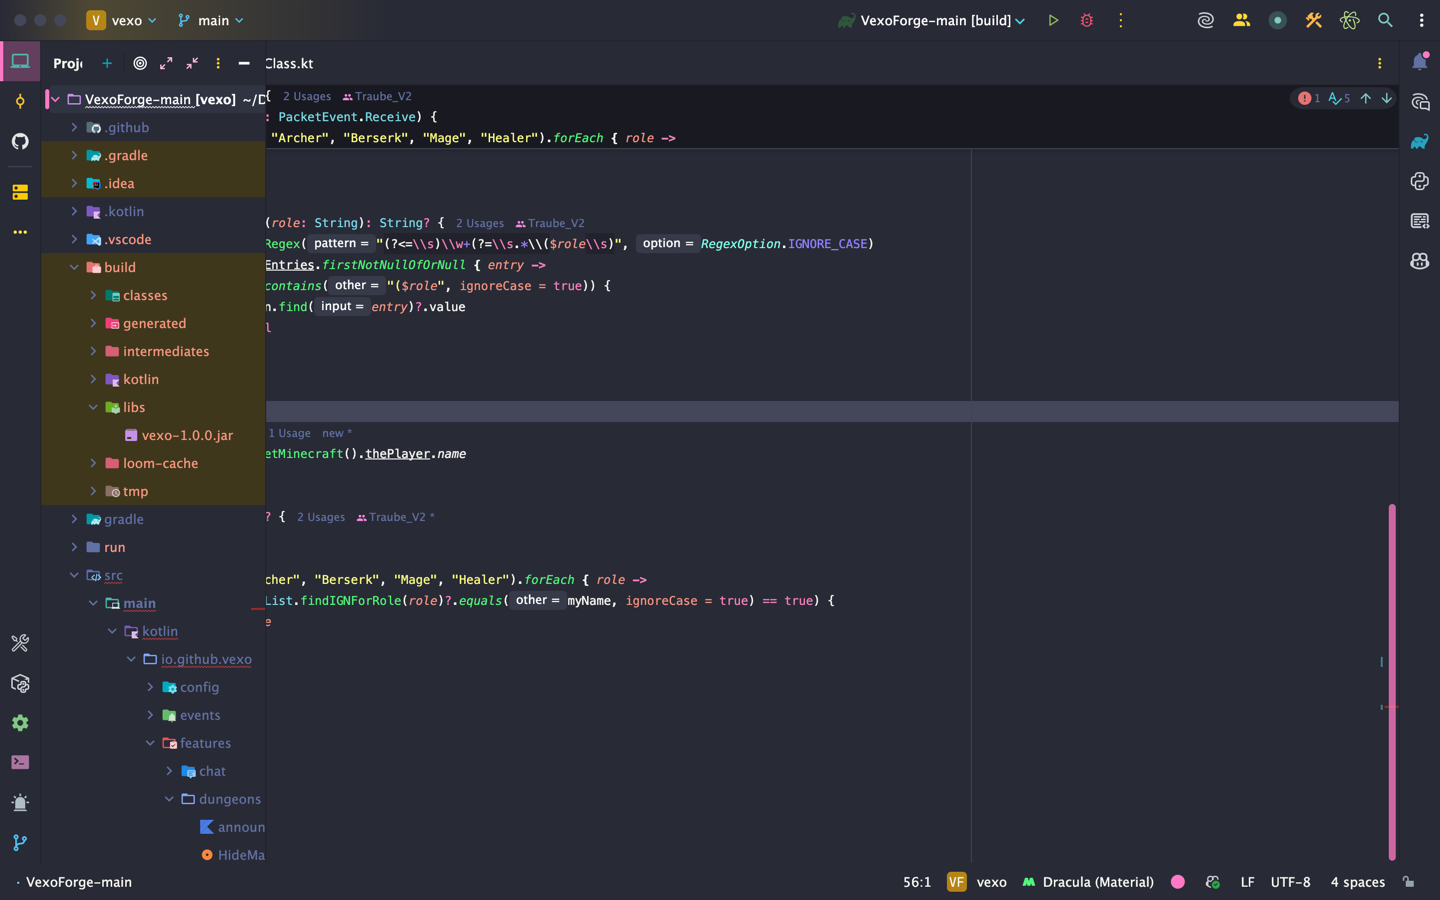 V vexo main VexoForge-main [build]
Proje Class.kt
VexoForge-main [vexo] ~/D
.github
.gradle
.idea
.kotlin
.vscode
build
classes
generated
intermediates
kotlin
libs
vexo-1.0.0.jar
loom-cache
tmp
gradle
run
src
main
kotlin
io.github.vexo
config
events
features
chat
dungeons
announ
HideMa
{ 2 Usages Traube_V2
1 5
: PacketEvent.Receive) {
"Archer", "Berserk", "Mage", "Healer").forEach { role ->
(role: String): String? { 2 Usages Traube_V2
Regex( pattern = "(?<=\\s)\\w+(?=\\s.*\\($role\\s)", option = RegexOption.IGNORE_CASE)
Entries.firstNotNullOfOrNull { entry ->
contains( other = "($role", ignoreCase = true)) {
n.find( input = entry)?.value
l
1 Usage new *
etMinecraft().thePlayer.name
? { 2 Usages Traube_V2 *
cher", "Berserk", "Mage", "Healer").forEach { role ->
List.findIGNForRole(role)?.equals( other = myName, ignoreCase = true) == true) {
e
VexoForge-main 56:1 VF vexo Dracula (Material) LF UTF-8 4 spaces